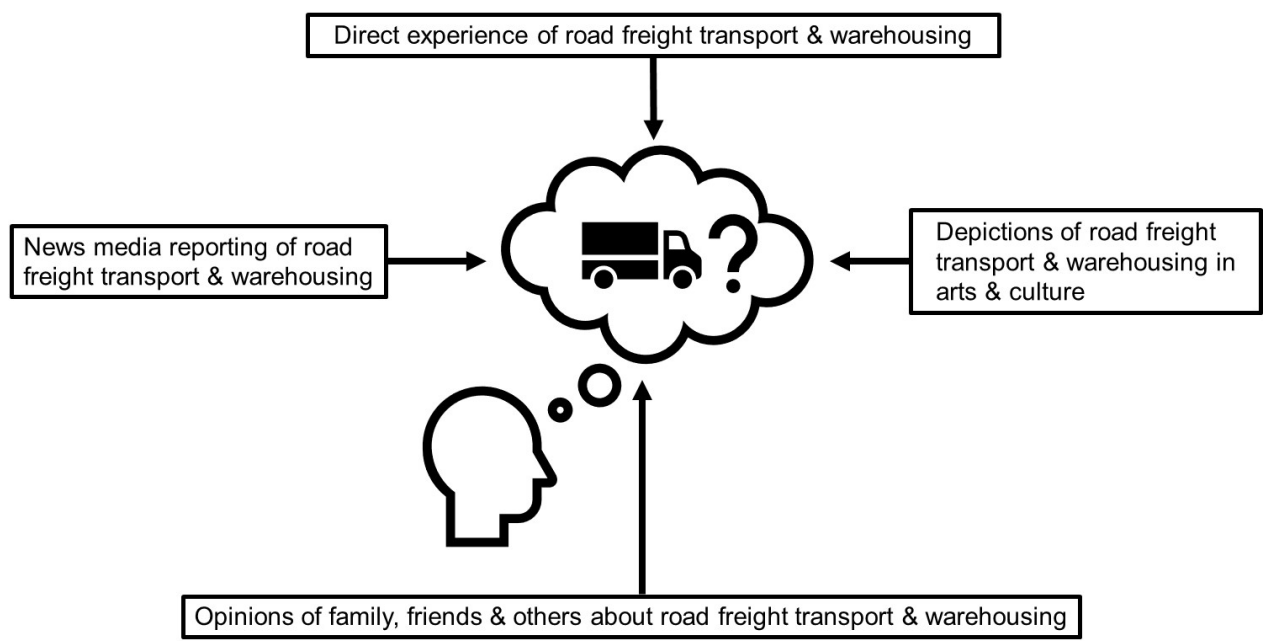 Direct experience of road freight transport & warehousing
News media reporting of road
freight transport & warehousing
?
Depictions of road freight
transport & warehousing in
arts & culture
Opinions of family, friends & others about road freight transport & warehousing